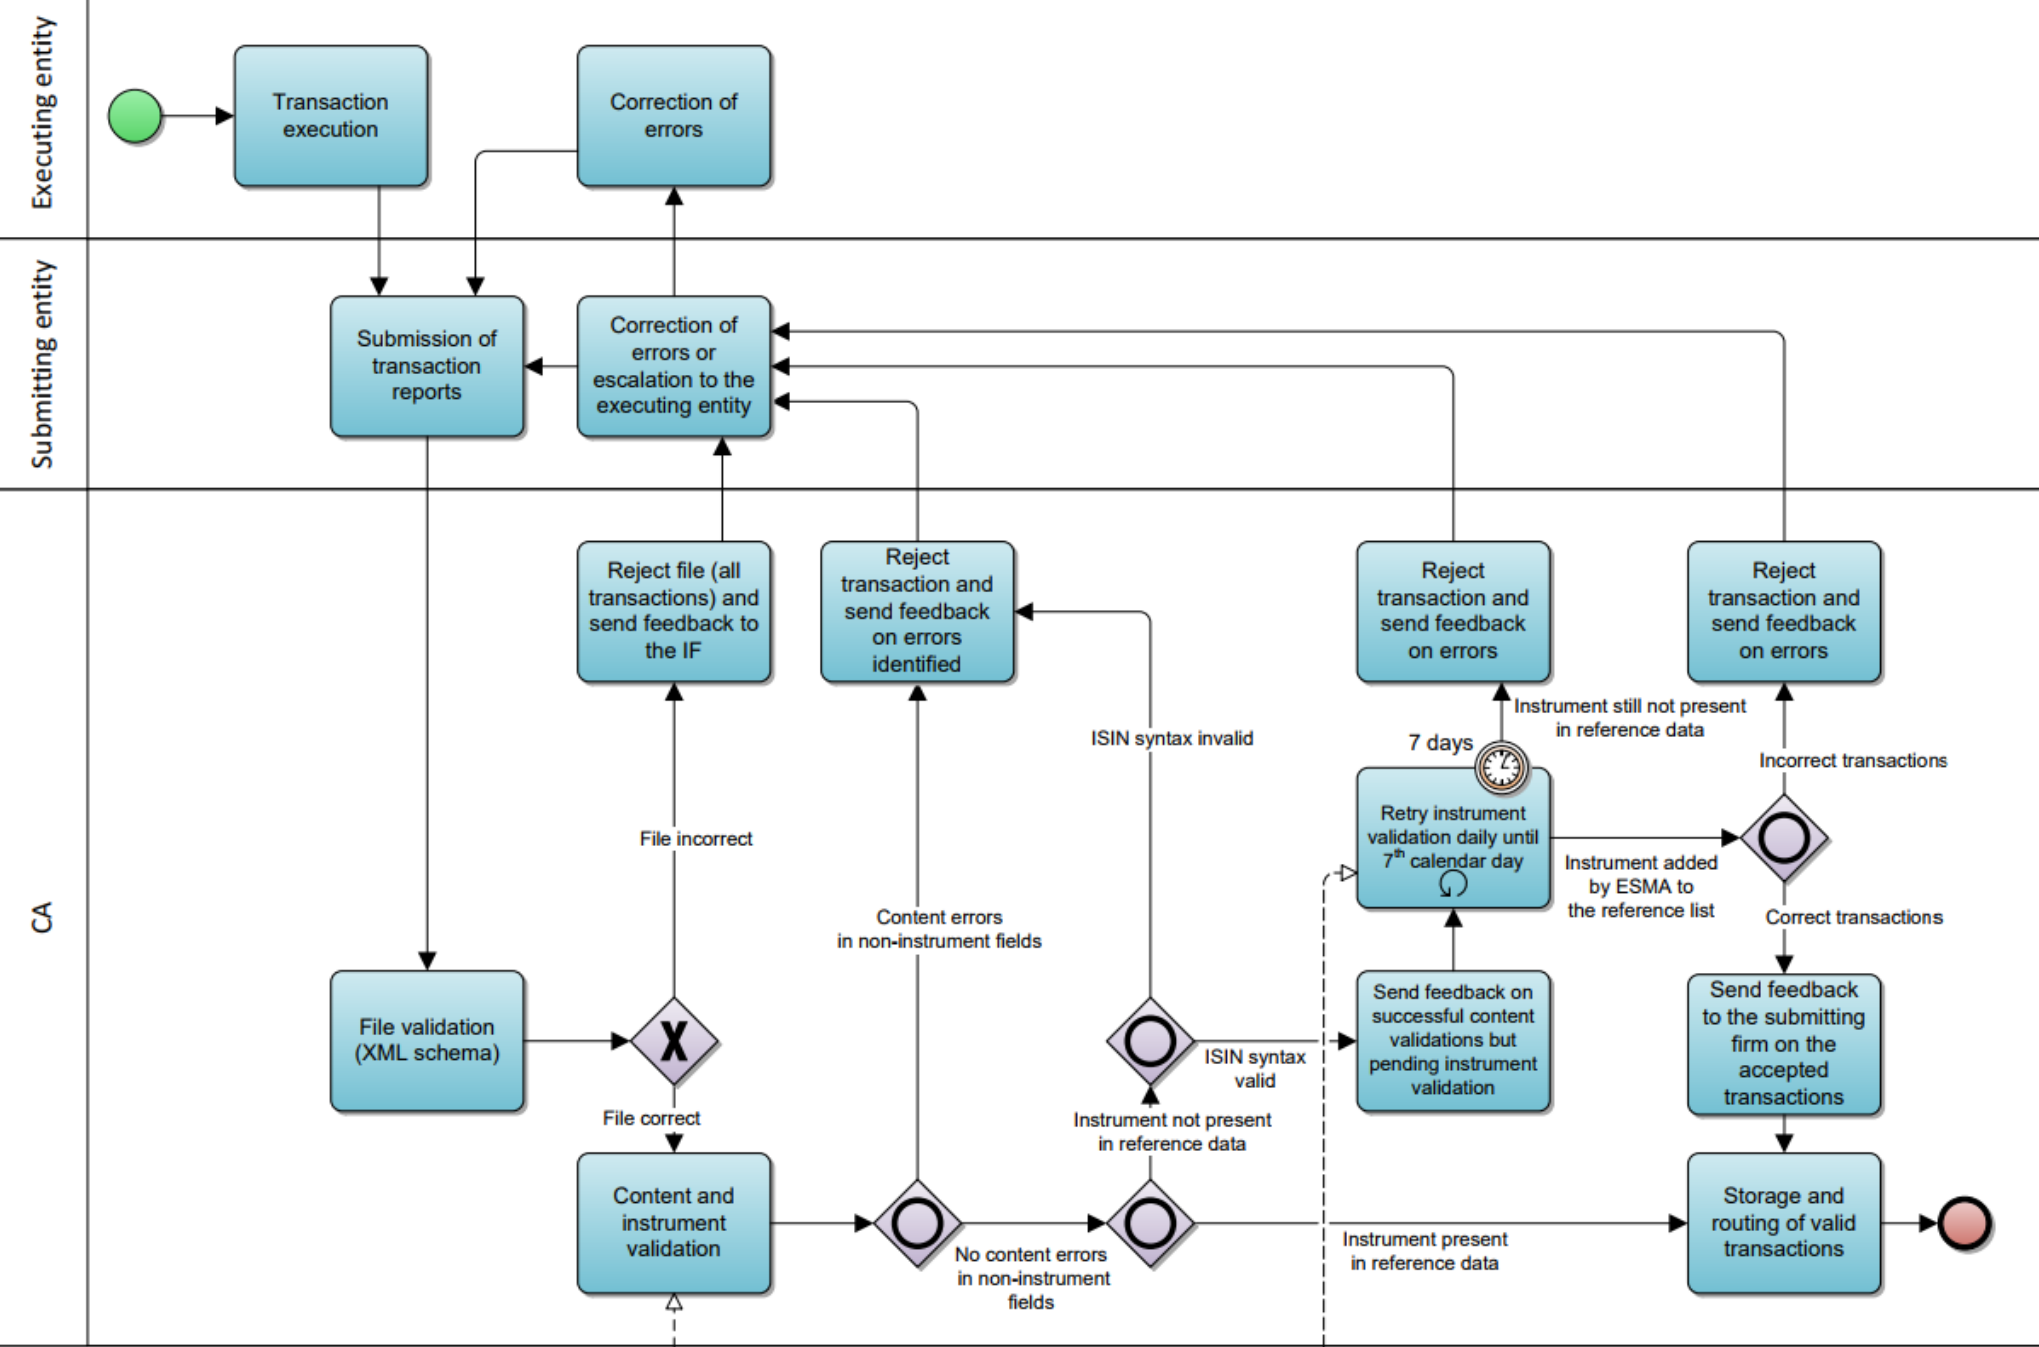 Executing entity
Transaction
execution
Correction of
errors
Submitting entity
Submission of
transaction
reports
Correction of
errors or
escalation to the
executing entity
CA
Reject file (all
transactions) and
send feedback to
the IF
Reject
transaction and
send feedback
on errors
identified
Reject
transaction and
send feedback
on errors
Reject
transaction and
send feedback
on errors
Instrument still not present
in reference data
7 days
ISIN syntax invalid
Incorrect transactions
File incorrect
Retry instrument
validation daily until
7th calendar day
Instrument added
by ESMA to
the reference list
Content errors
in non-instrument fields
Correct transactions
File validation
(XML schema)
X
ISIN syntax
valid
Send feedback on
successful content
validations but
pending instrument
validation
Send feedback
to the submitting
firm on the
accepted
transactions
File correct
Instrument not present
in reference data
Content and
instrument
validation
No content errors
in non-instrument
fields
Instrument present
in reference data
Storage and
routing of valid
transactions